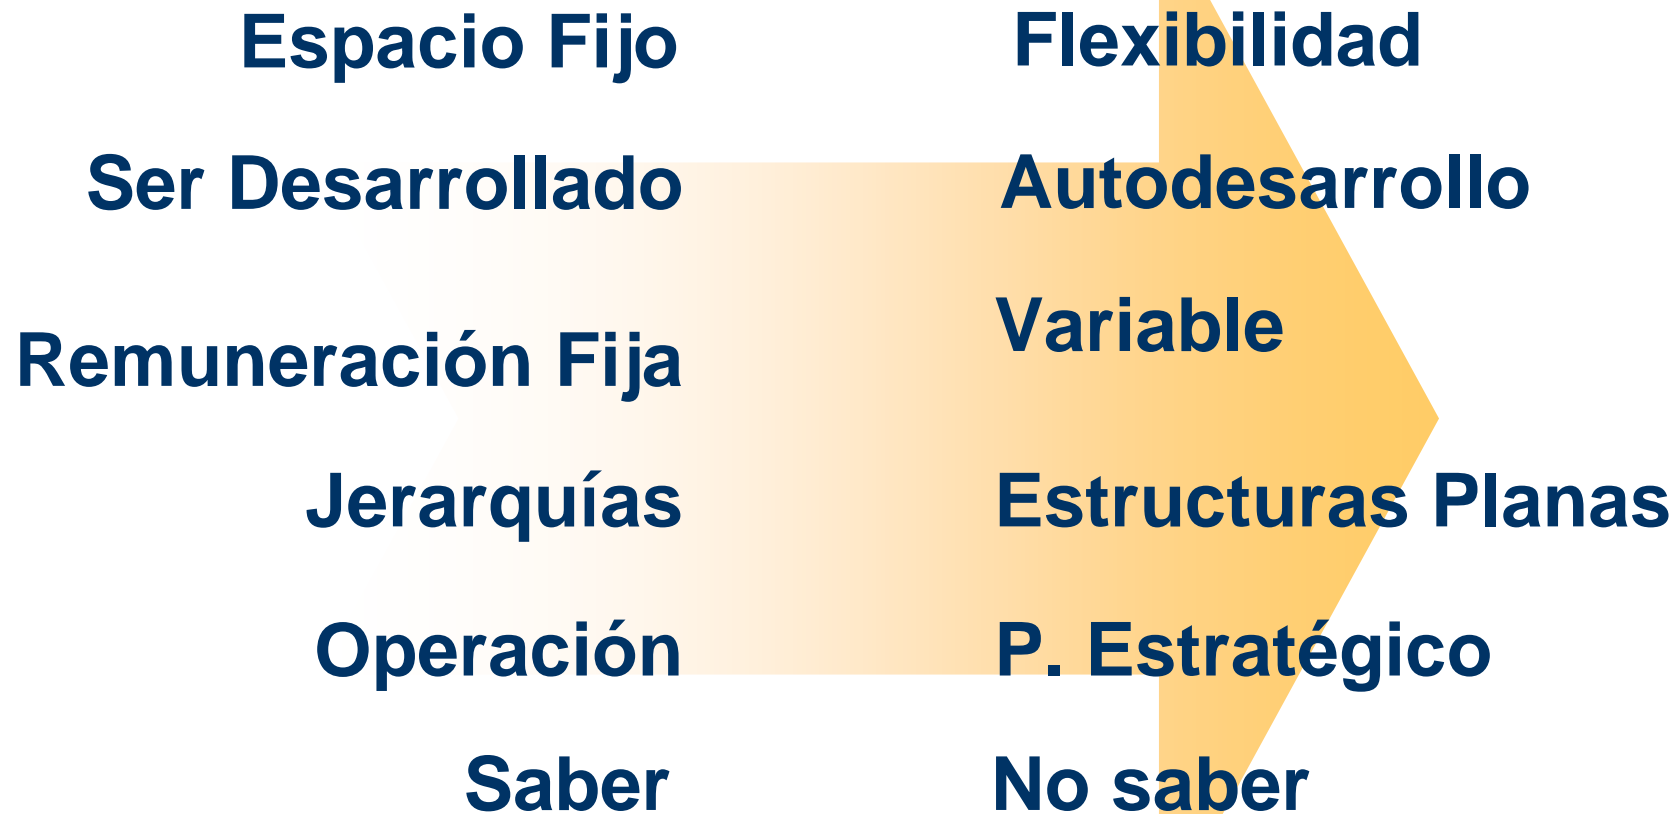 Espacio Fijo Flexibilidad
Ser Desarrollado Autodesarrollo
Remuneración Fija Variable
Jerarquías Estructuras Planas
Operación P. Estratégico
Saber No saber